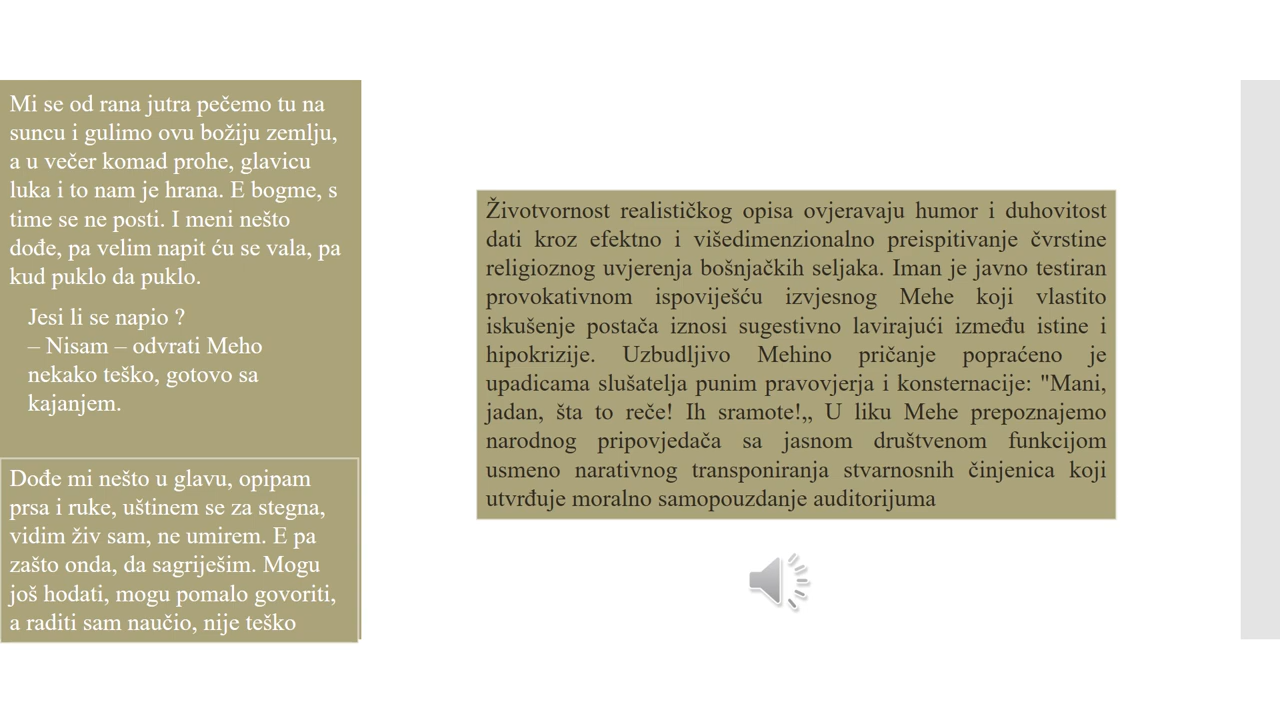 Mi se od rana jutra pečemo tu na
suncu i gulimo ovu božiju zemlju,
a u večer komad prohe, glavicu
luka i to nam je hrana. E bogme, s
time se ne posti. I meni nešto
dođe, pa velim napit ću se vala, pa
kud puklo da puklo.
Jesi li se napio ?
– Nisam – odvrati Meho
nekako teško, gotovo sa
kajanjem.
Dođe mi nešto u glavu, opipam
prsa i ruke, uštinem se za stegna,
vidim živ sam, ne umirem. E pa
zašto onda, da sagriješim. Mogu
još hodati, mogu pomalo govoriti,
a raditi sam naučio, nije teško
Životvornost realističkog opisa ovjeravaju humor i duhovitost
dati kroz efektno i višedimenzionalno preispitivanje čvrstine
religioznog uvjerenja bošnjačkih seljaka. Iman je javno testiran
provokativnom ispoviješću izvjesnog Mehe koji vlastito
iskušenje postača iznosi sugestivno lavirajući između istine i
hipokrizije. Uzbudljivo Mehino pričanje popraćeno je
upadicama slušatelja punim pravovjerja i konsternacije: "Mani,
jadan, šta to reče! Ih sramote!„ U liku Mehe prepoznajemo
narodnog pripovjedača sa jasnom društvenom funkcijom
usmeno narativnog transponiranja stvarnosnih činjenica koji
utvrđuje moralno samopouzdanje auditorijuma